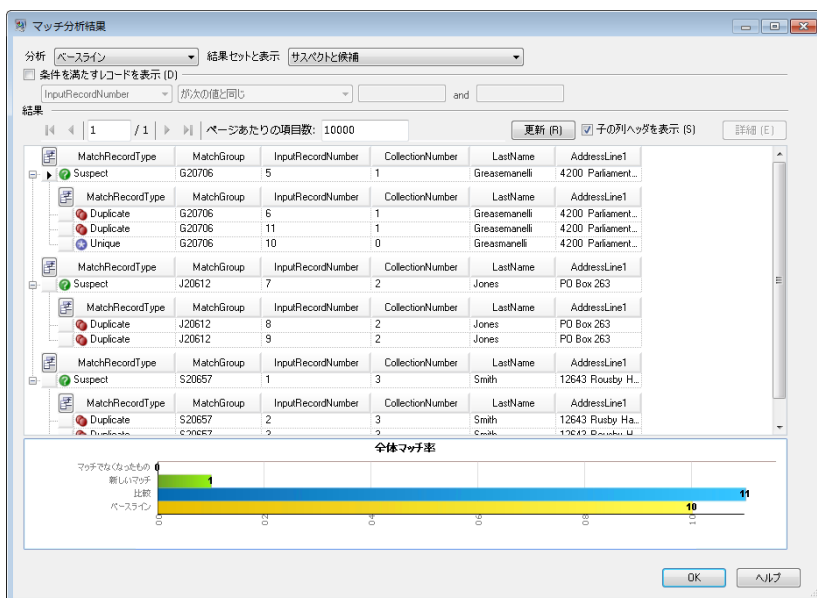 マッチ分析結果
分析 ベースライン 結果セットと表示 サスペクトと候補
条件を満たすレコードを表示 (D)
InputRecordNumber が次の値と同じ and
結果
1 / 1 ページあたりの項目数: 10000 更新 (R) 子の列ヘッダを表示 (S) 詳細 (E)
MatchRecordType MatchGroup InputRecordNumber CollectionNumber LastName AddressLine1
Suspect G20706 5 1 Greasemanelli 4200 Parliament...
MatchRecordType MatchGroup InputRecordNumber CollectionNumber LastName AddressLine1
Duplicate G20706 6 1 Greasemanelli 4200 Parliament...
Duplicate G20706 11 1 Greasemanelli 4200 Parliament...
Unique G20706 10 0 Greasmanelli 4200 Parliament...
MatchRecordType MatchGroup InputRecordNumber CollectionNumber LastName AddressLine1
Suspect J20612 7 2 Jones PO Box 263
MatchRecordType MatchGroup InputRecordNumber CollectionNumber LastName AddressLine1
Duplicate J20612 8 2 Jones PO Box 263
Duplicate J20612 9 2 Jones PO Box 263
MatchRecordType MatchGroup InputRecordNumber CollectionNumber LastName AddressLine1
Suspect S20657 1 3 Smith 12643 Rousby H...
MatchRecordType MatchGroup InputRecordNumber CollectionNumber LastName AddressLine1
Duplicate S20657 2 3 Smith 12643 Rusby Ha...
Duplicate S20657 3 3 Smith 12643 Rousby H...
全体マッチ率
マッチでなくなったもの 0
新しいマッチ 1
比較 11
ベースライン 10
0.0 0.2 0.4 0.6 0.8 1.0
OK ヘルプ